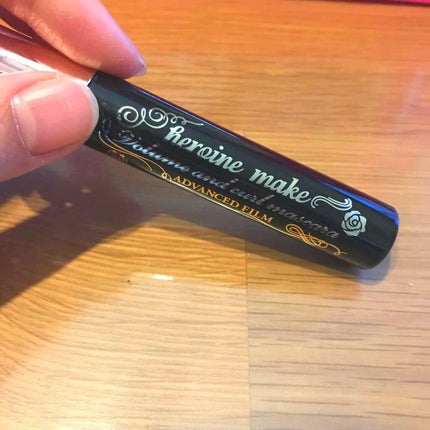 heroine make
Volume and curl mascara
ADVANCED FILM